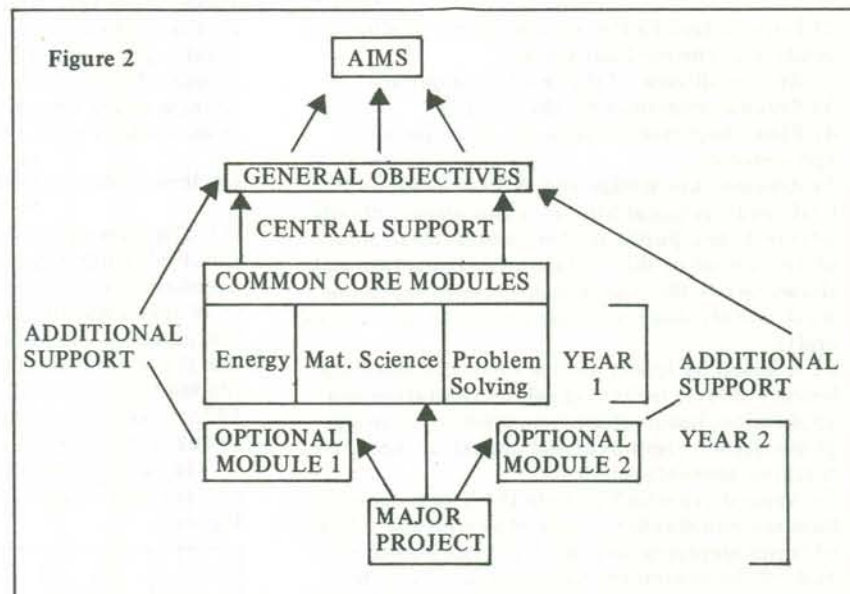 Figure 2
AIMS
GENERAL OBJECTIVES
CENTRAL SUPPORT
COMMON CORE MODULES
ADDITIONAL
SUPPORT
Energy
Mat. Science
Problem
Solving
YEAR
1
ADDITIONAL
SUPPORT
OPTIONAL
MODULE 1
OPTIONAL
MODULE 2
YEAR 2
MAJOR
PROJECT